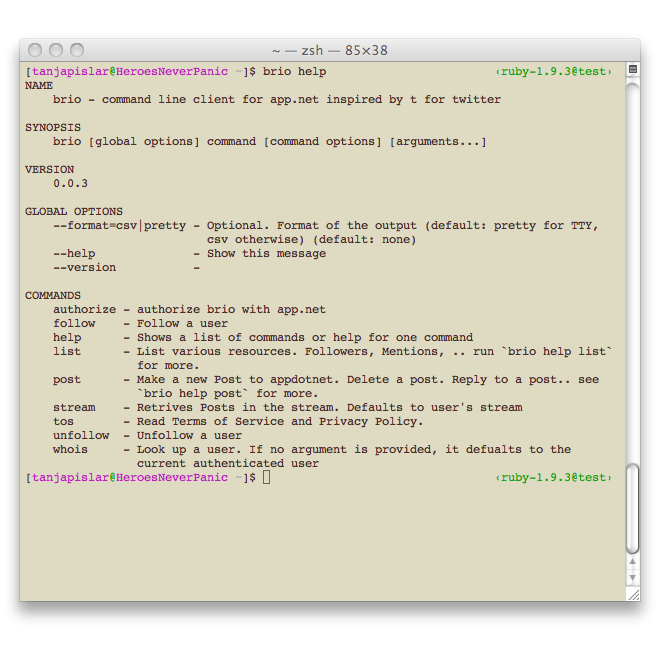 ~ — zsh — 85×38
[tanjapislar@HeroesNeverPanic ~]$ brio help ‹ruby-1.9.3@test›
NAME
brio - command line client for app.net inspired by t for twitter
SYNOPSIS
brio [global options] command [command options] [arguments...]
VERSION
0.0.3
GLOBAL OPTIONS
--format=csv|pretty - Optional. Format of the output (default: pretty for TTY,
csv otherwise) (default: none)
--help - Show this message
--version -
COMMANDS
authorize - authorize brio with app.net
follow - Follow a user
help - Shows a list of commands or help for one command
list - List various resources. Followers, Mentions, .. run `brio help list`
for more.
post - Make a new Post to appdotnet. Delete a post. Reply to a post.. see
`brio help post` for more.
stream - Retrives Posts in the stream. Defaults to user's stream
tos - Read Terms of Service and Privacy Policy.
unfollow - Unfollow a user
whois - Look up a user. If no argument is provided, it defualts to the
current authenticated user
[tanjapislar@HeroesNeverPanic ~]$ ‹ruby-1.9.3@test›